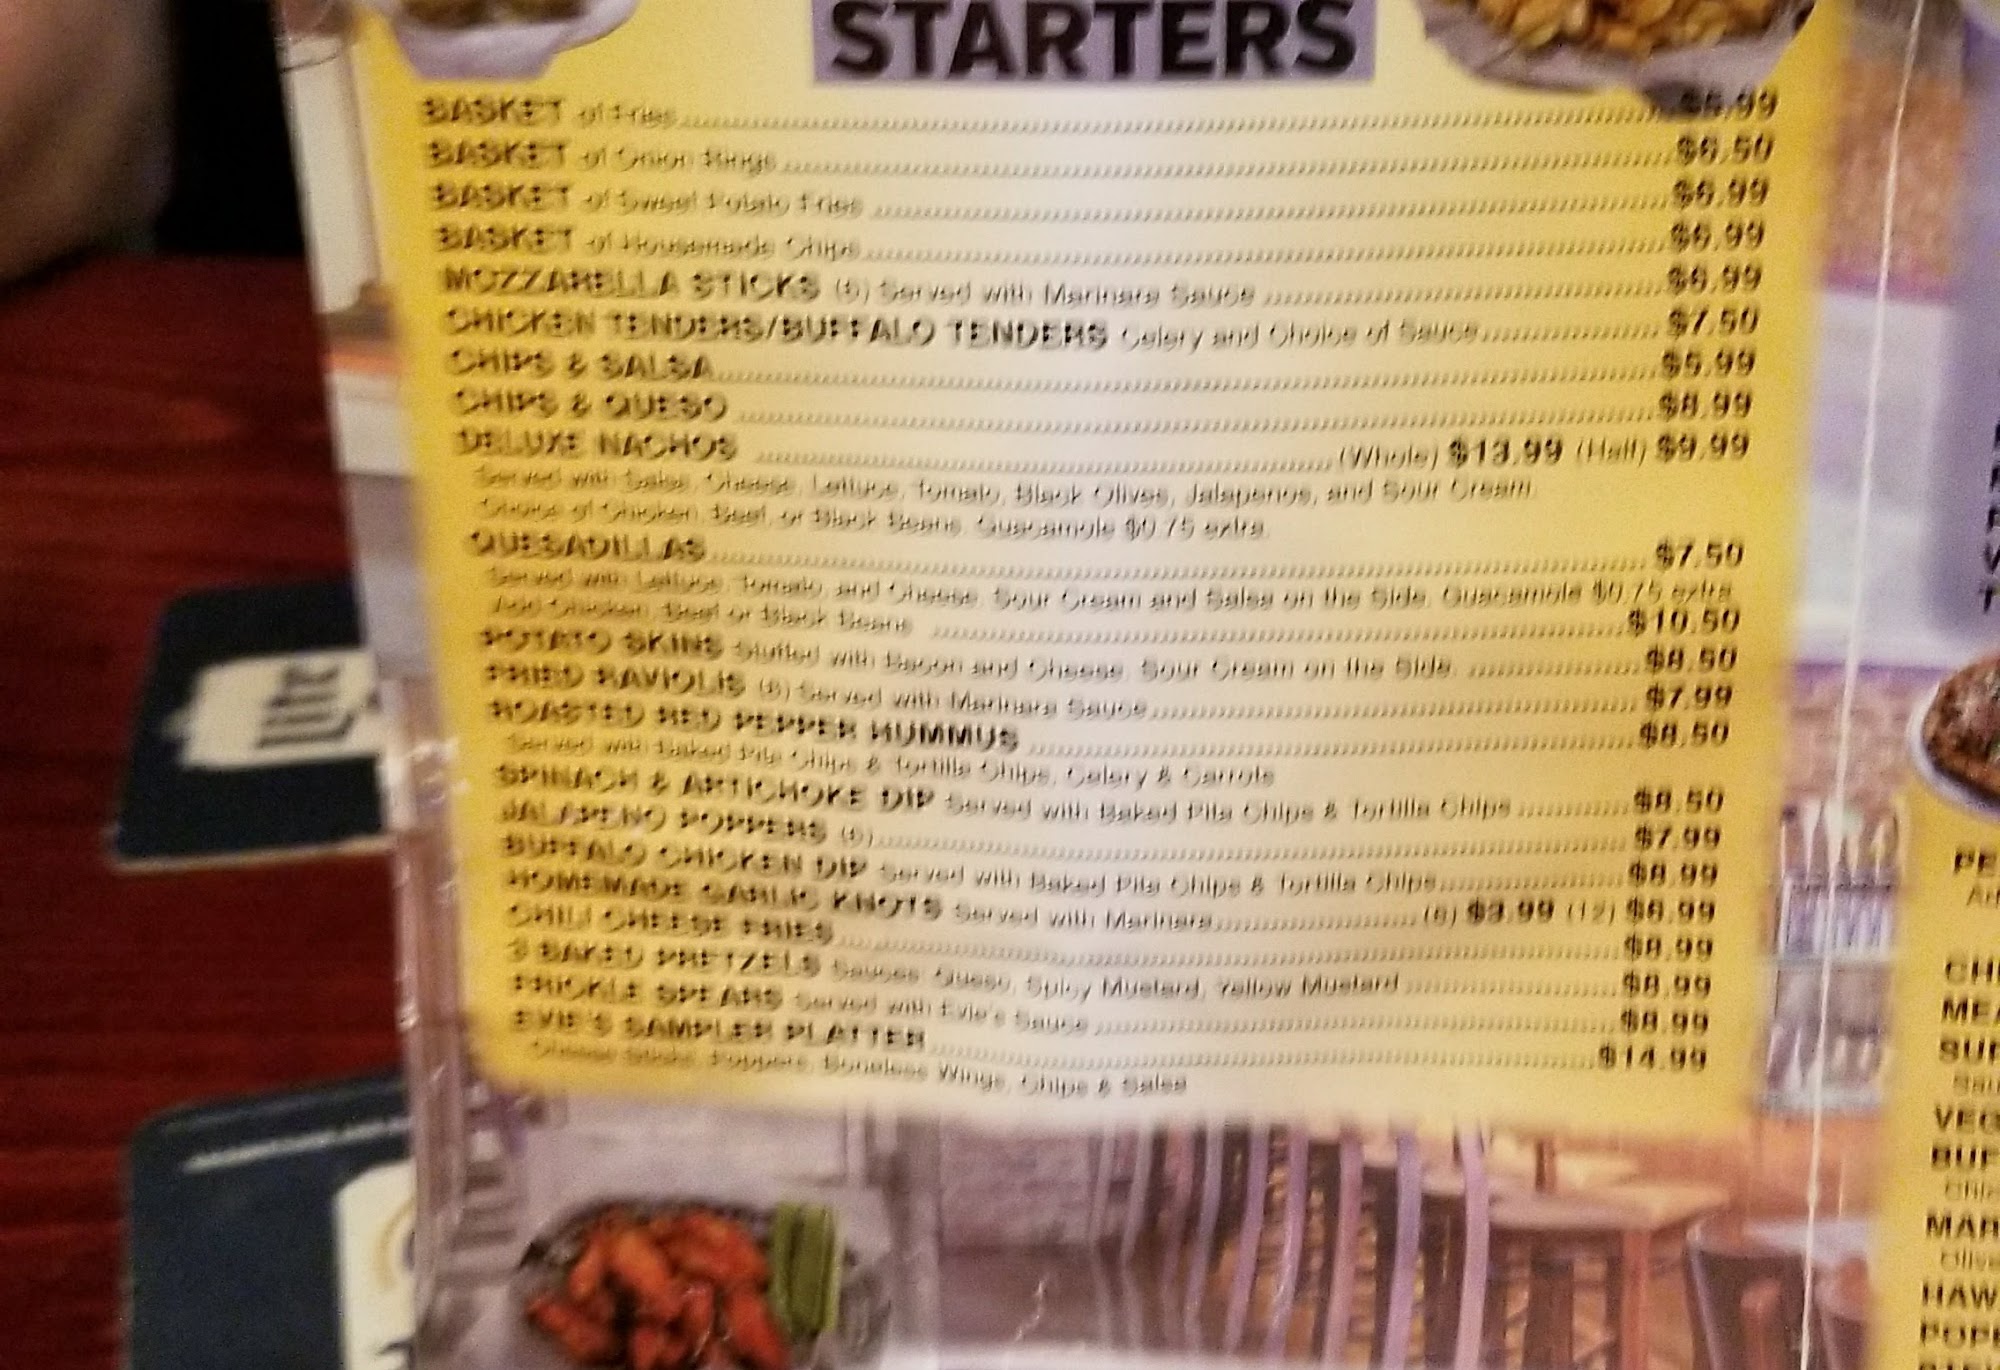 STARTERS
BASKET of Fries $5.99
BASKET of Onion Rings $6.50
BASKET of Sweet Potato Fries $6.99
BASKET of Housemade Chips $6.99
MOZZARELLA STICKS (6) Served with Marinara Sauce $6.99
CHICKEN TENDERS/BUFFALO TENDERS Celery and Choice of Sauce $7.50
CHIPS & SALSA $5.99
CHIPS & QUESO $8.99
DELUXE NACHOS (Whole) $13.99 (Half) $9.99
Served with Salsa, Cheese, Lettuce, Tomato, Black Olives, Jalapenos, and Sour Cream.
Choice of Chicken, Beef, or Black Beans. Guacamole $0.75 extra.
QUESADILLAS $7.50
Served with Lettuce, Tomato, and Cheese. Sour Cream and Salsa on the Side. Guacamole $0.75 extra.
Add Chicken, Beef or Black Beans $10.50
POTATO SKINS Stuffed with Bacon and Cheese. Sour Cream on the Side. $8.50
FRIED RAVIOLIS (6) Served with Marinara Sauce $7.99
ROASTED RED PEPPER HUMMUS $8.50
Served with Baked Pita Chips & Tortilla Chips, Celery & Carrots
SPINACH & ARTICHOKE DIP Served with Baked Pita Chips & Tortilla Chips $8.50
JALAPENO POPPERS (6) $7.99
BUFFALO CHICKEN DIP Served with Baked Pita Chips & Tortilla Chips $8.99
HOMEMADE GARLIC KNOTS Served with Marinara (6) $3.99 (12) $6.99
CHILI CHEESE FRIES $8.99
3 BAKED PRETZELS Sauces: Queso, Spicy Mustard, Yellow Mustard $8.99
FRICKLE SPEARS Served with Evie's Sauce $8.99
EVIE'S SAMPLER PLATTER $14.99
Cheese Sticks, Poppers, Boneless Wings, Chips & Salsa